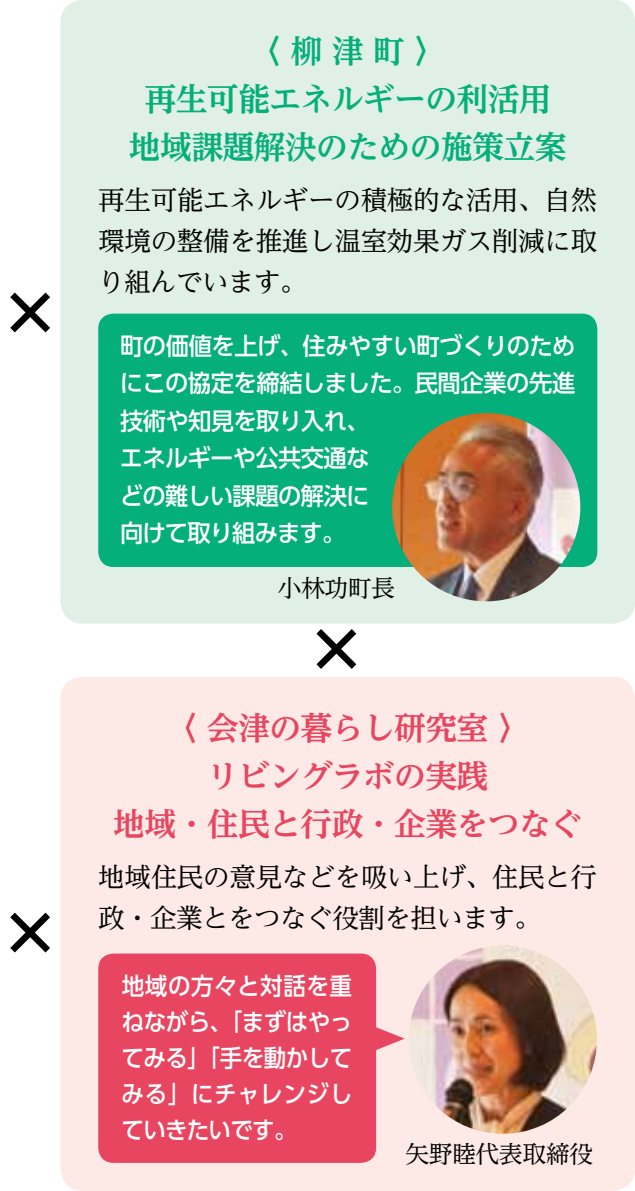 〈 柳 津 町 〉
再生可能エネルギーの利活用
地域課題解決のための施策立案
再生可能エネルギーの積極的な活用、自然
環境の整備を推進し温室効果ガス削減に取
り組んでいます。
町の価値を上げ、住みやすい町づくりのため
にこの協定を締結しました。民間企業の先進
技術や知見を取り入れ、
エネルギーや公共交通な
どの難しい課題の解決に
向けて取り組みます。
小林功町長
×
×
〈 会津の暮らし研究室 〉
リビングラボの実践
地域・住民と行政・企業をつなぐ
地域住民の意見などを吸い上げ、住民と行
政・企業とをつなぐ役割を担います。
×
地域の方々と対話を重
ねながら、「まずはやっ
てみる」「手を動かして
みる」にチャレンジし
ていきたいです。
矢野睦代表取締役